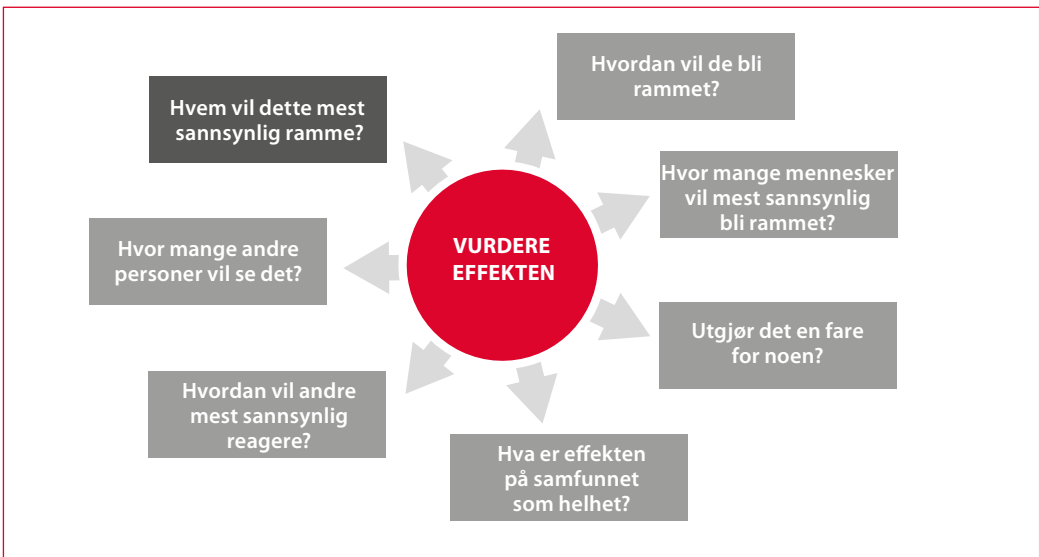 Hvem vil dette mest
sannsynlig ramme?
Hvordan vil de bli
rammet?
Hvor mange mennesker
vil mest sannsynlig
bli rammet?
Utgjør det en fare
for noen?
Hva er effekten
på samfunnet
som helhet?
Hvordan vil andre
mest sannsynlig
reagere?
Hvor mange andre
personer vil se det?
VURDERE
EFFEKTEN